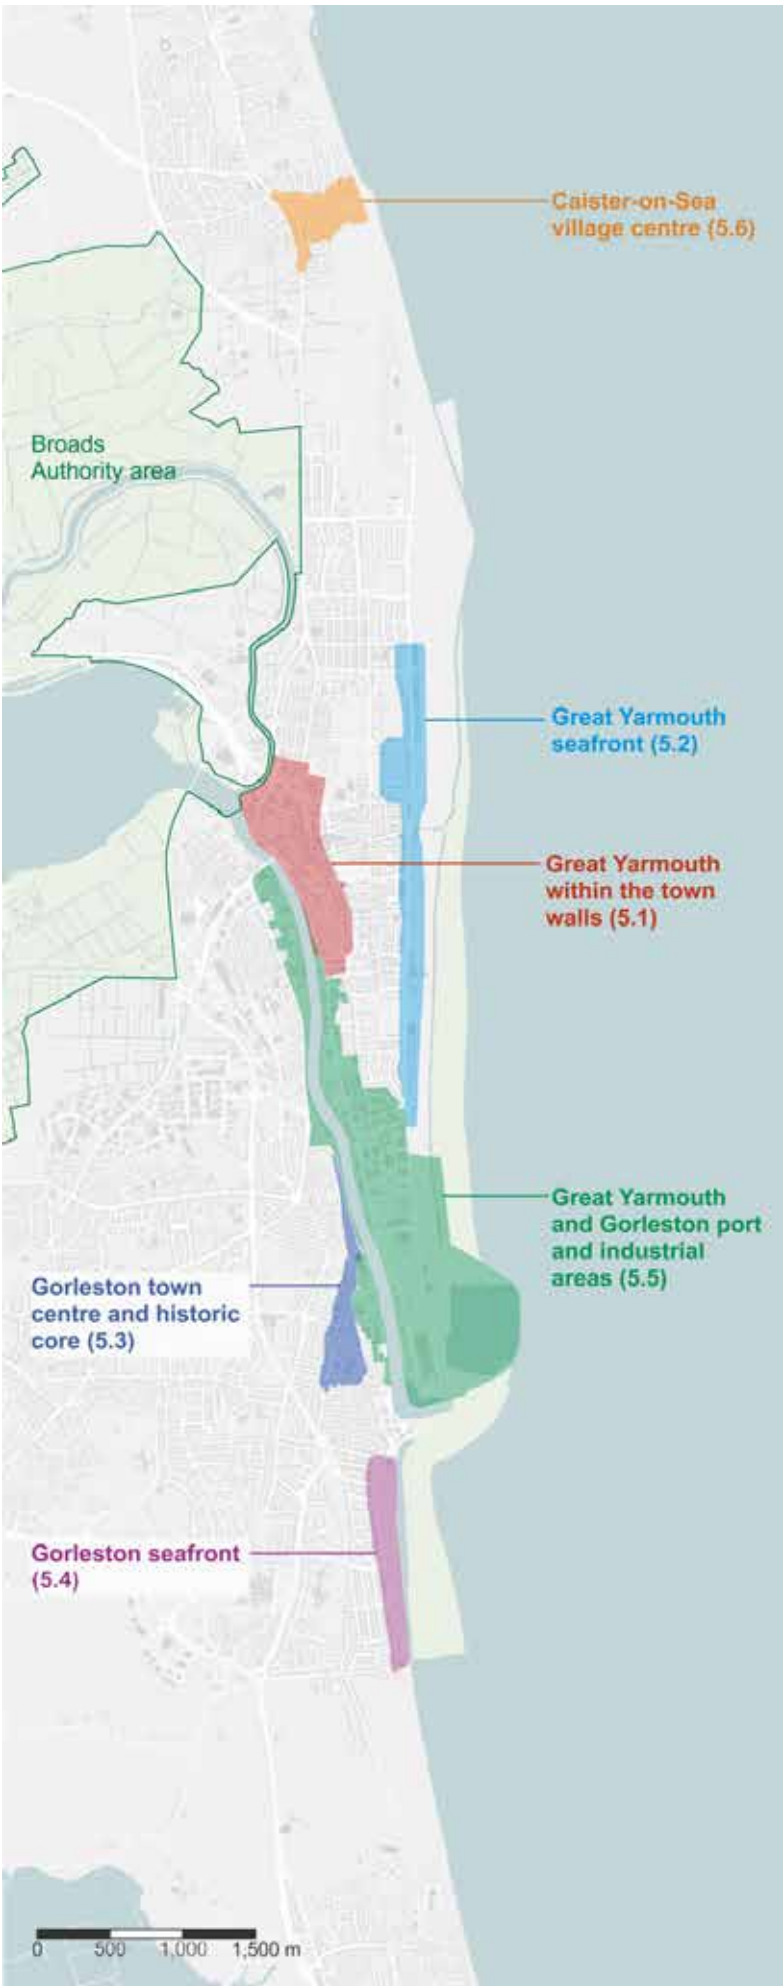 Caister-on-Sea
village centre (5.6)
Broads
Authority area
Great Yarmouth
seafront (5.2)
Great Yarmouth
within the town
walls (5.1)
Great Yarmouth
and Gorleston port
and industrial
areas (5.5)
Gorleston town
centre and historic
core (5.3)
Gorleston seafront
(5.4)
0 500 1,000 1,500 m